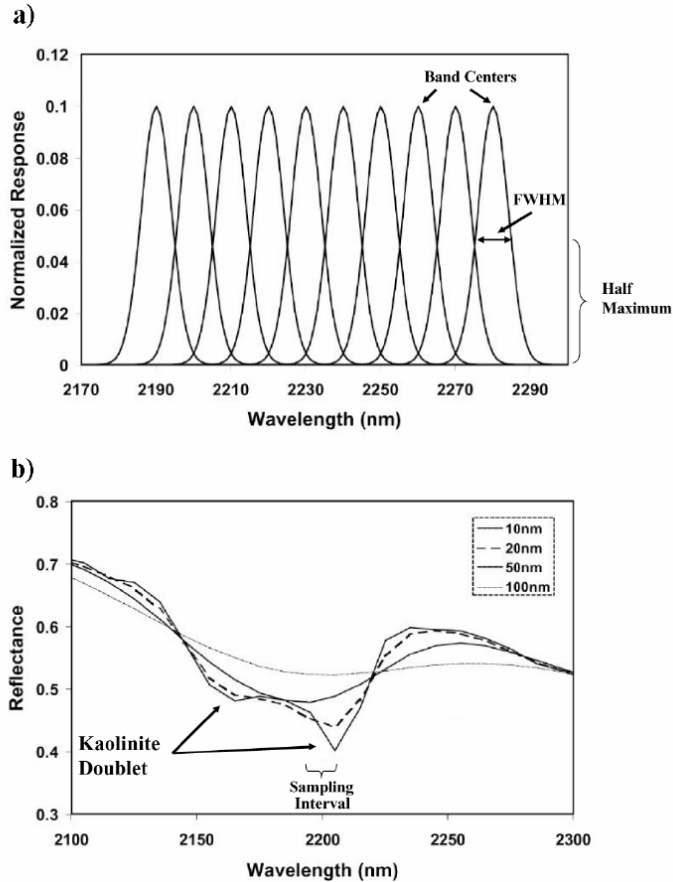 a)
0.12
Band Centers
0.1
0.08
FWHM
0.06
Normalized Response
0.04
Half
Maximum
0.02
0
2170 2190 2210 2230 2250 2270 2290
Wavelength (nm)
b)
0.8
10nm
20nm
50nm
100nm
0.7
0.6
Reflectance
0.5
0.4
Kaolinite
Doublet
Sampling
Interval
0.3
2100 2150 2200 2250 2300
Wavelength (nm)